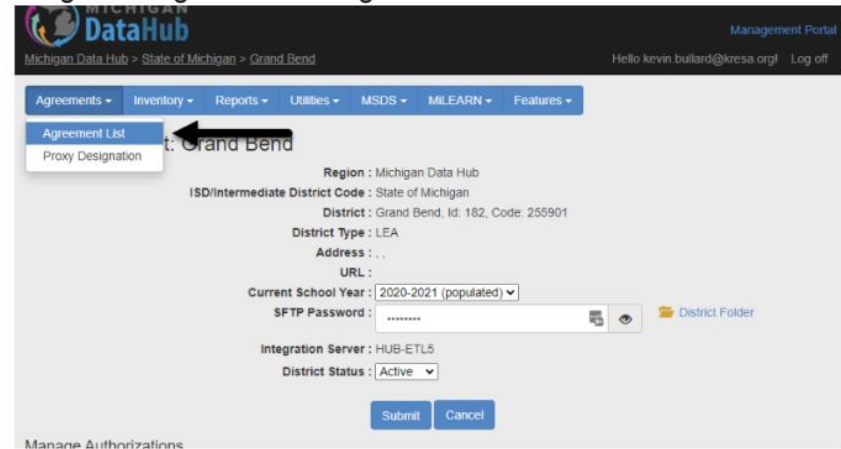 MICHIGAN
DataHub
Management Portal
Michigan Data Hub > State of Michigan > Grand Bend
Hello kevin.bullard@kresa.org! Log off
Agreements Inventory Reports Utilities MSDS MiLEARN Features
Agreement List
Proxy Designation
t: Grand Bend
Region : Michigan Data Hub
ISD/Intermediate District Code : State of Michigan
District : Grand Bend, Id: 182, Code: 255901
District Type : LEA
Address : , ,
URL :
Current School Year : 2020-2021 (populated)
SFTP Password : ········
District Folder
Integration Server : HUB-ETL5
District Status : Active
Submit Cancel
Manage Authorizations